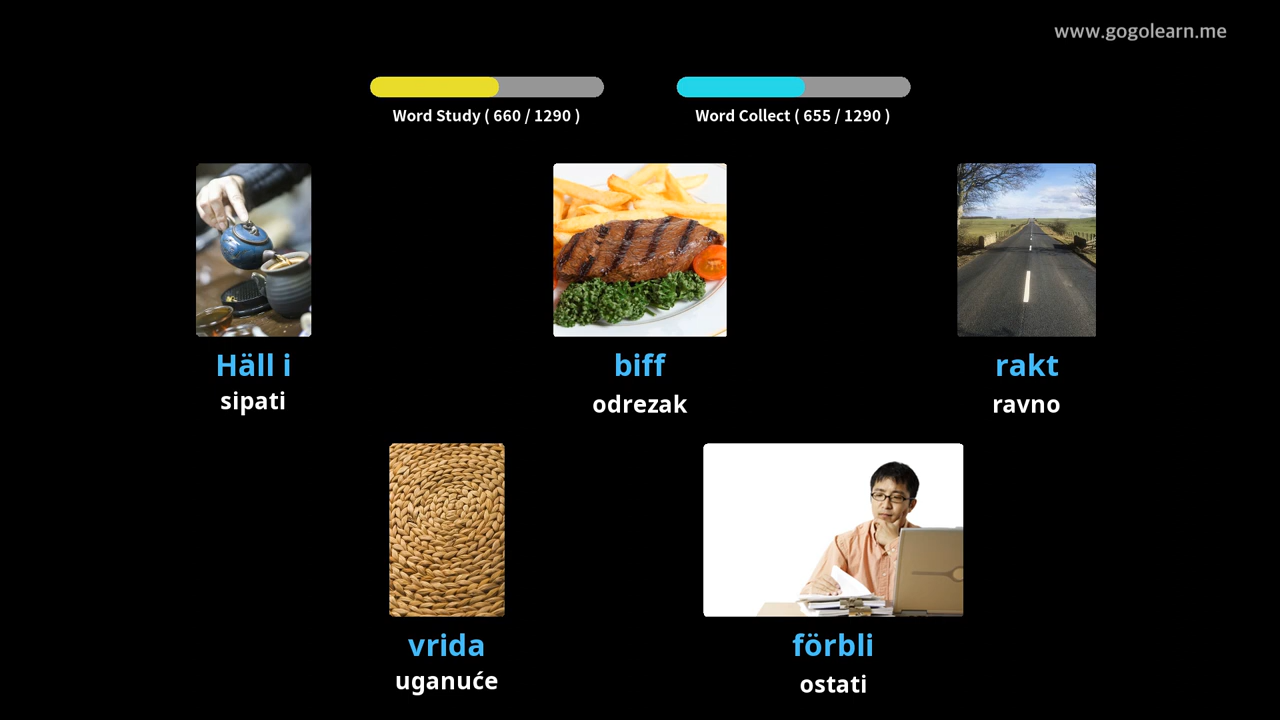 www.gogolearn.me
Word Study ( 660 / 1290 )
Word Collect ( 655 / 1290 )
Häll i
sipati
biff
odrezak
rakt
ravno
vrida
uganuće
förbli
ostati